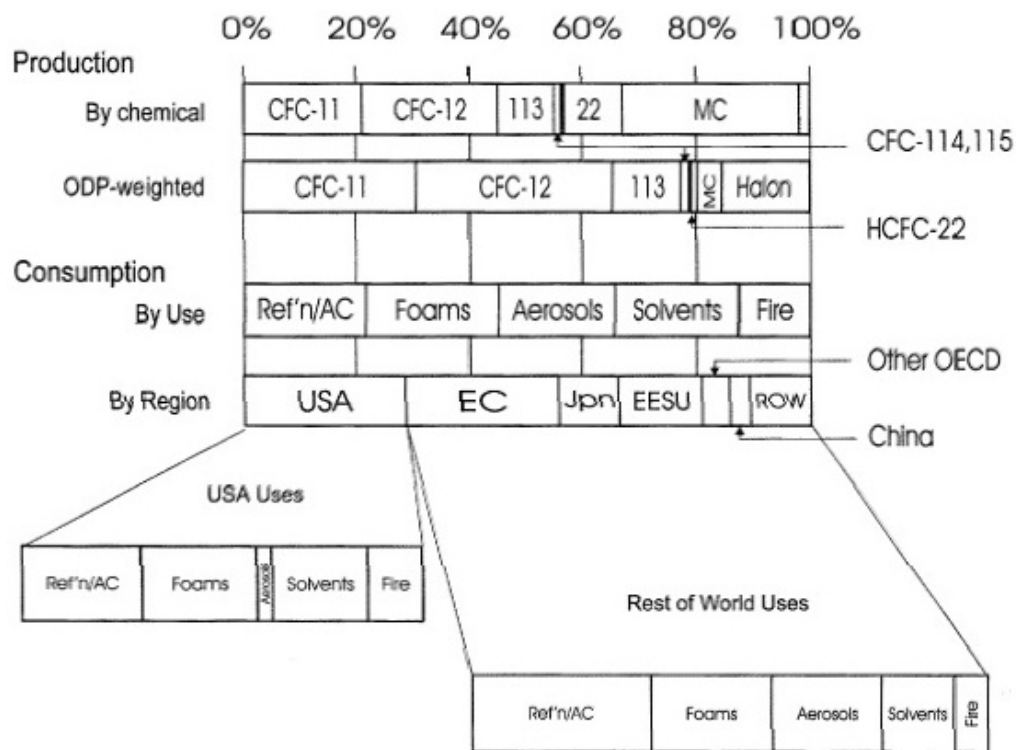 0% 20% 40% 60% 80% 100%
Production
By chemical CFC-11 CFC-12 113 22 MC
CFC-114,115
ODP-weighted CFC-11 CFC-12 113 MC Halon
HCFC-22
Consumption
By Use Ref'n/AC Foams Aerosols Solvents Fire
Other OECD
By Region USA EC Jpn EESU ROW
China
USA Uses
Ref'n/AC Foams Aerosols Solvents Fire
Rest of World Uses
Ref'n/AC Foams Aerosols Solvents Fire